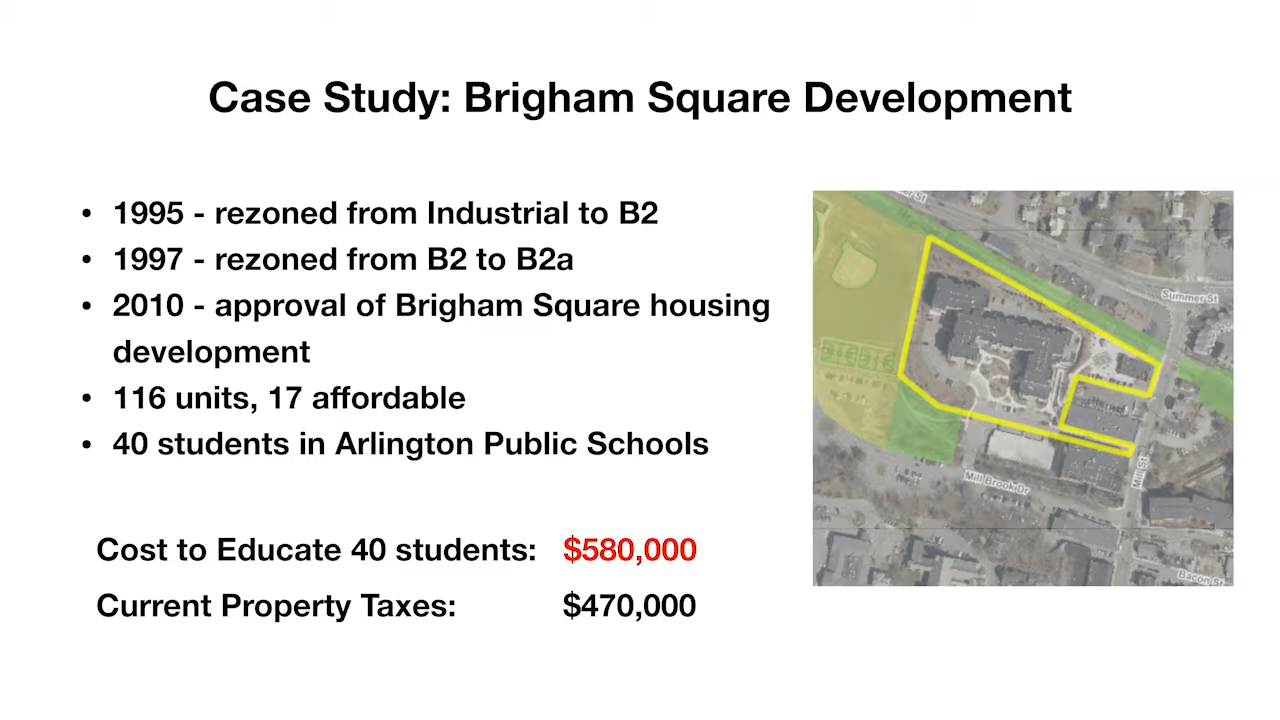 Case Study: Brigham Square Development
• 1995 - rezoned from Industrial to B2
• 1997 - rezoned from B2 to B2a
• 2010 - approval of Brigham Square housing
development
• 116 units, 17 affordable
• 40 students in Arlington Public Schools
Cost to Educate 40 students: $580,000
Current Property Taxes: $470,000
Summer St
Mill St
Mill Brook Dr
Bacon St